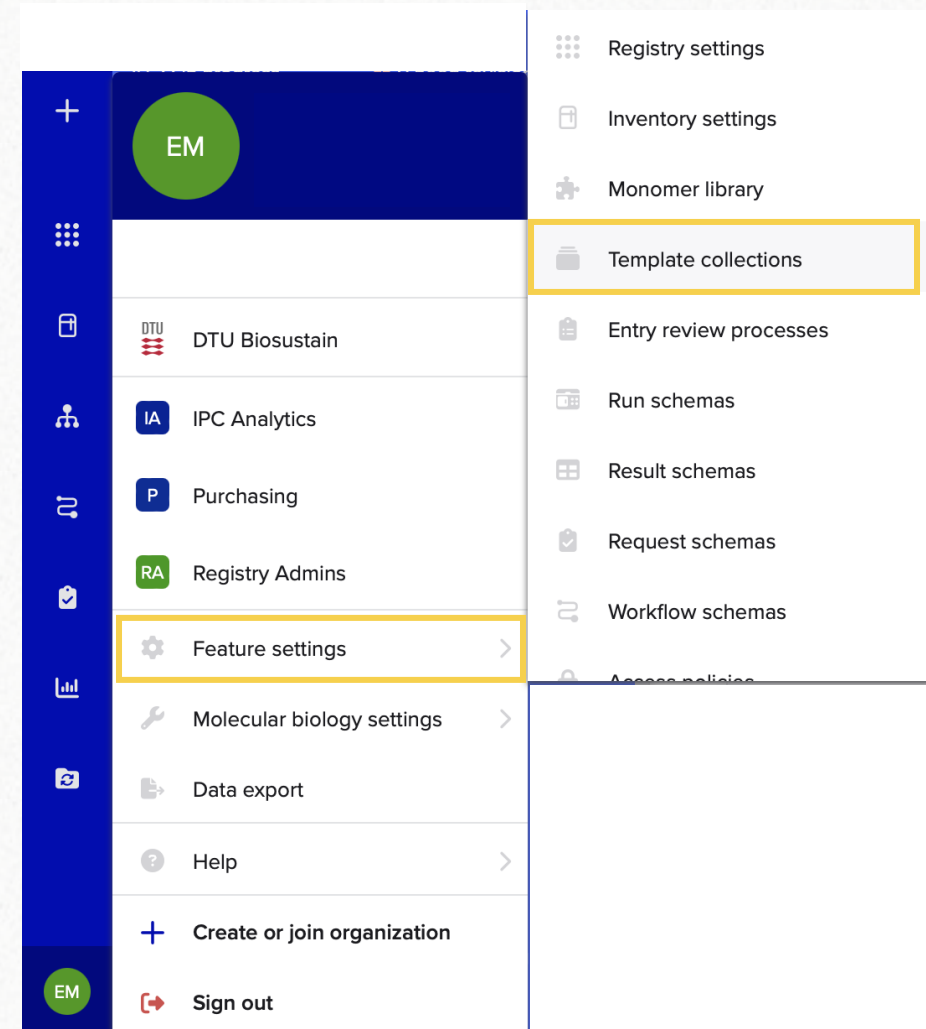 EM
DTU
DTU Biosustain
IA
IPC Analytics
P
Purchasing
RA
Registry Admins
Feature settings
Molecular biology settings
Data export
?
Help
Create or join organization
Sign out
EM
Registry settings
Inventory settings
Monomer library
Template collections
Entry review processes
Run schemas
Result schemas
Request schemas
Workflow schemas
Access policies